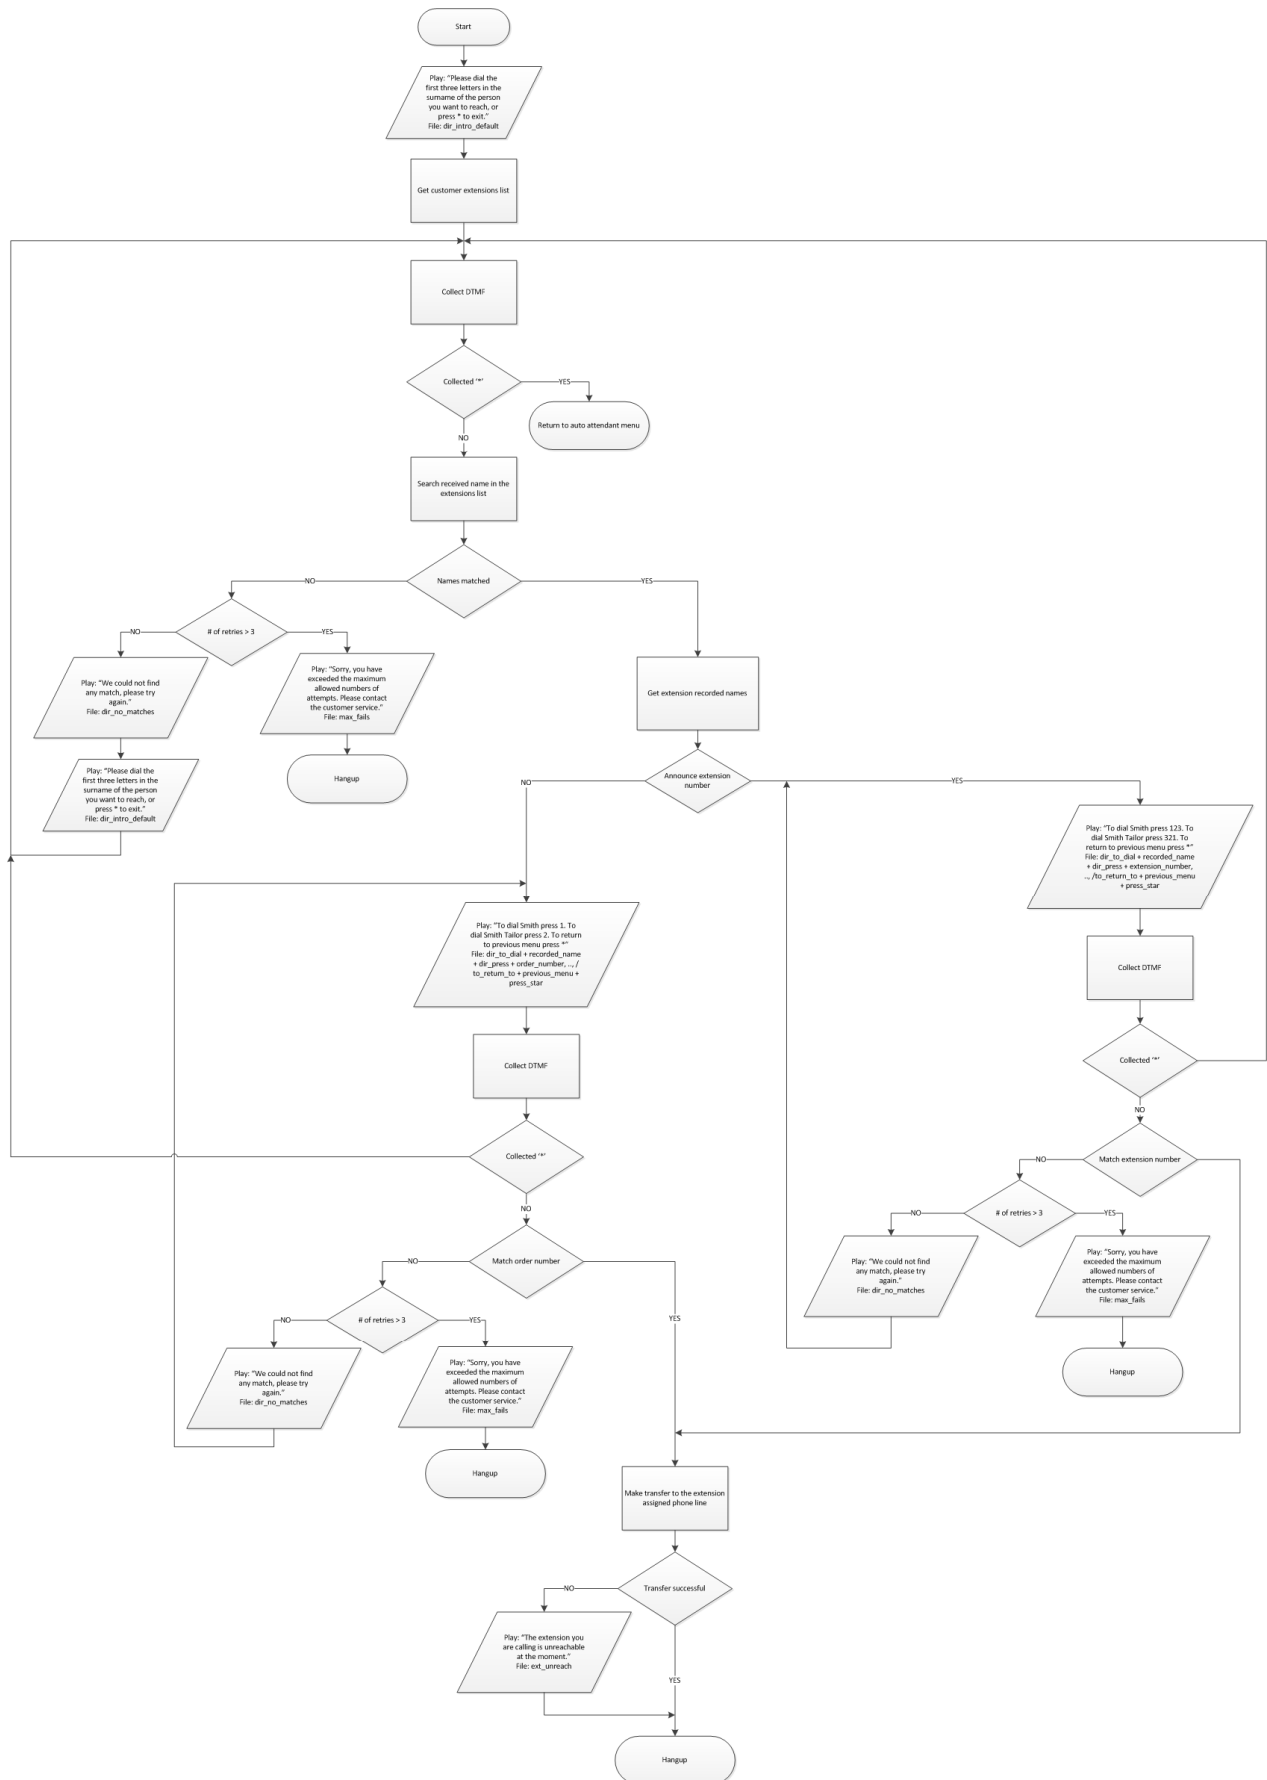 Start
Play: “Please dial the
first three letters in the
surname of the person
you want to reach, or
press * to exit.”
File: dir_intro_default
Get customer extensions list
Collect DTMF
Collected ‘*’
YES
Return to auto attendant menu
NO
Search received name in the
extensions list
Names matched
NO
YES
# of retries > 3
NO
YES
Play: “We could not find
any match, please try
again.”
File: dir_no_matches
Play: “Sorry, you have
exceeded the maximum
allowed numbers of
attempts. Please contact
the customer service.”
File: max_fails
Get extension recorded names
Play: “Please dial the
first three letters in the
surname of the person
you want to reach, or
press * to exit.”
File: dir_intro_default
Hangup
Announce extension
number
NO
YES
Play: “To dial Smith press 123. To
dial Smith Tailor press 321. To
return to previous menu press *”
File: dir_to_dial + recorded_name
+ dir_press + extension_number,
.., /to_return_to + previous_menu
+ press_star
Play: “To dial Smith press 1. To
dial Smith Tailor press 2. To return
to previous menu press *”
File: dir_to_dial + recorded_name
+ dir_press + order_number, .., /
to_return_to + previous_menu +
press_star
Collect DTMF
Collect DTMF
Collected ‘*’
NO
Collected ‘*’
NO
Match extension number
NO
# of retries > 3
NO
YES
Match order number
NO
YES
Play: “We could not find
any match, please try
again.”
File: dir_no_matches
Play: “Sorry, you have
exceeded the maximum
allowed numbers of
attempts. Please contact
the customer service.”
File: max_fails
Hangup
# of retries > 3
NO
YES
Play: “We could not find
any match, please try
again.”
File: dir_no_matches
Play: “Sorry, you have
exceeded the maximum
allowed numbers of
attempts. Please contact
the customer service.”
File: max_fails
Hangup
Make transfer to the extension
assigned phone line
Transfer successful
NO
Play: “The extension you
are calling is unreachable
at the moment.”
File: ext_unreach
YES
Hangup